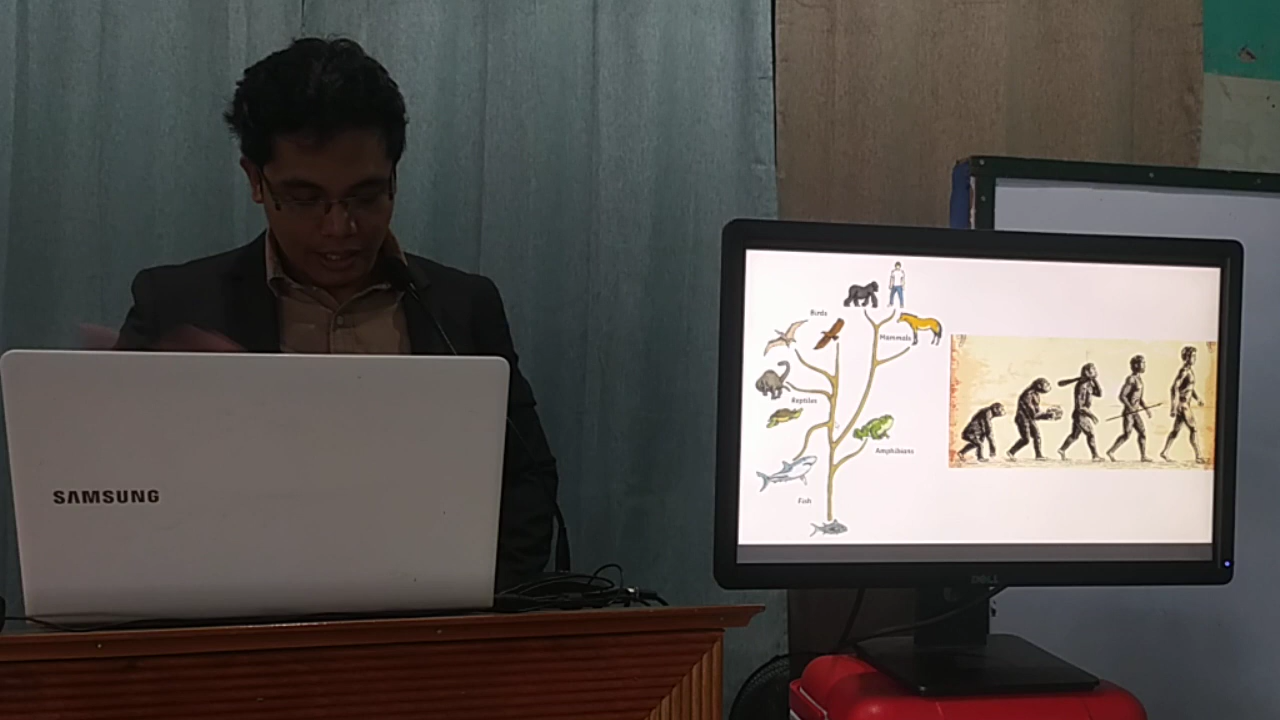 SAMSUNG
Birds
Mammals
Reptiles
Amphibians
Fish
DELL